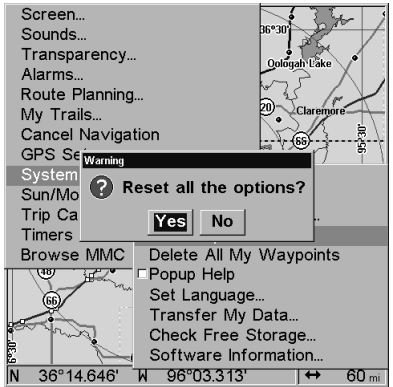 Screen...
Sounds...
Transparency...
Alarms...
Route Planning...
My Trails...
Cancel Navigation
GPS Se
System
Sun/Mo
Trip Ca
Timers
Browse MMC
36°30'
Oologah Lake
20
Claremore
66
95°30'
Warning
Reset all the options?
Yes
No
Delete All My Waypoints
Popup Help
Set Language...
Transfer My Data...
Check Free Storage...
Software Information...
48
66
6°30'
N 36°14.646' W 96°03.313' ↔ 60 mi